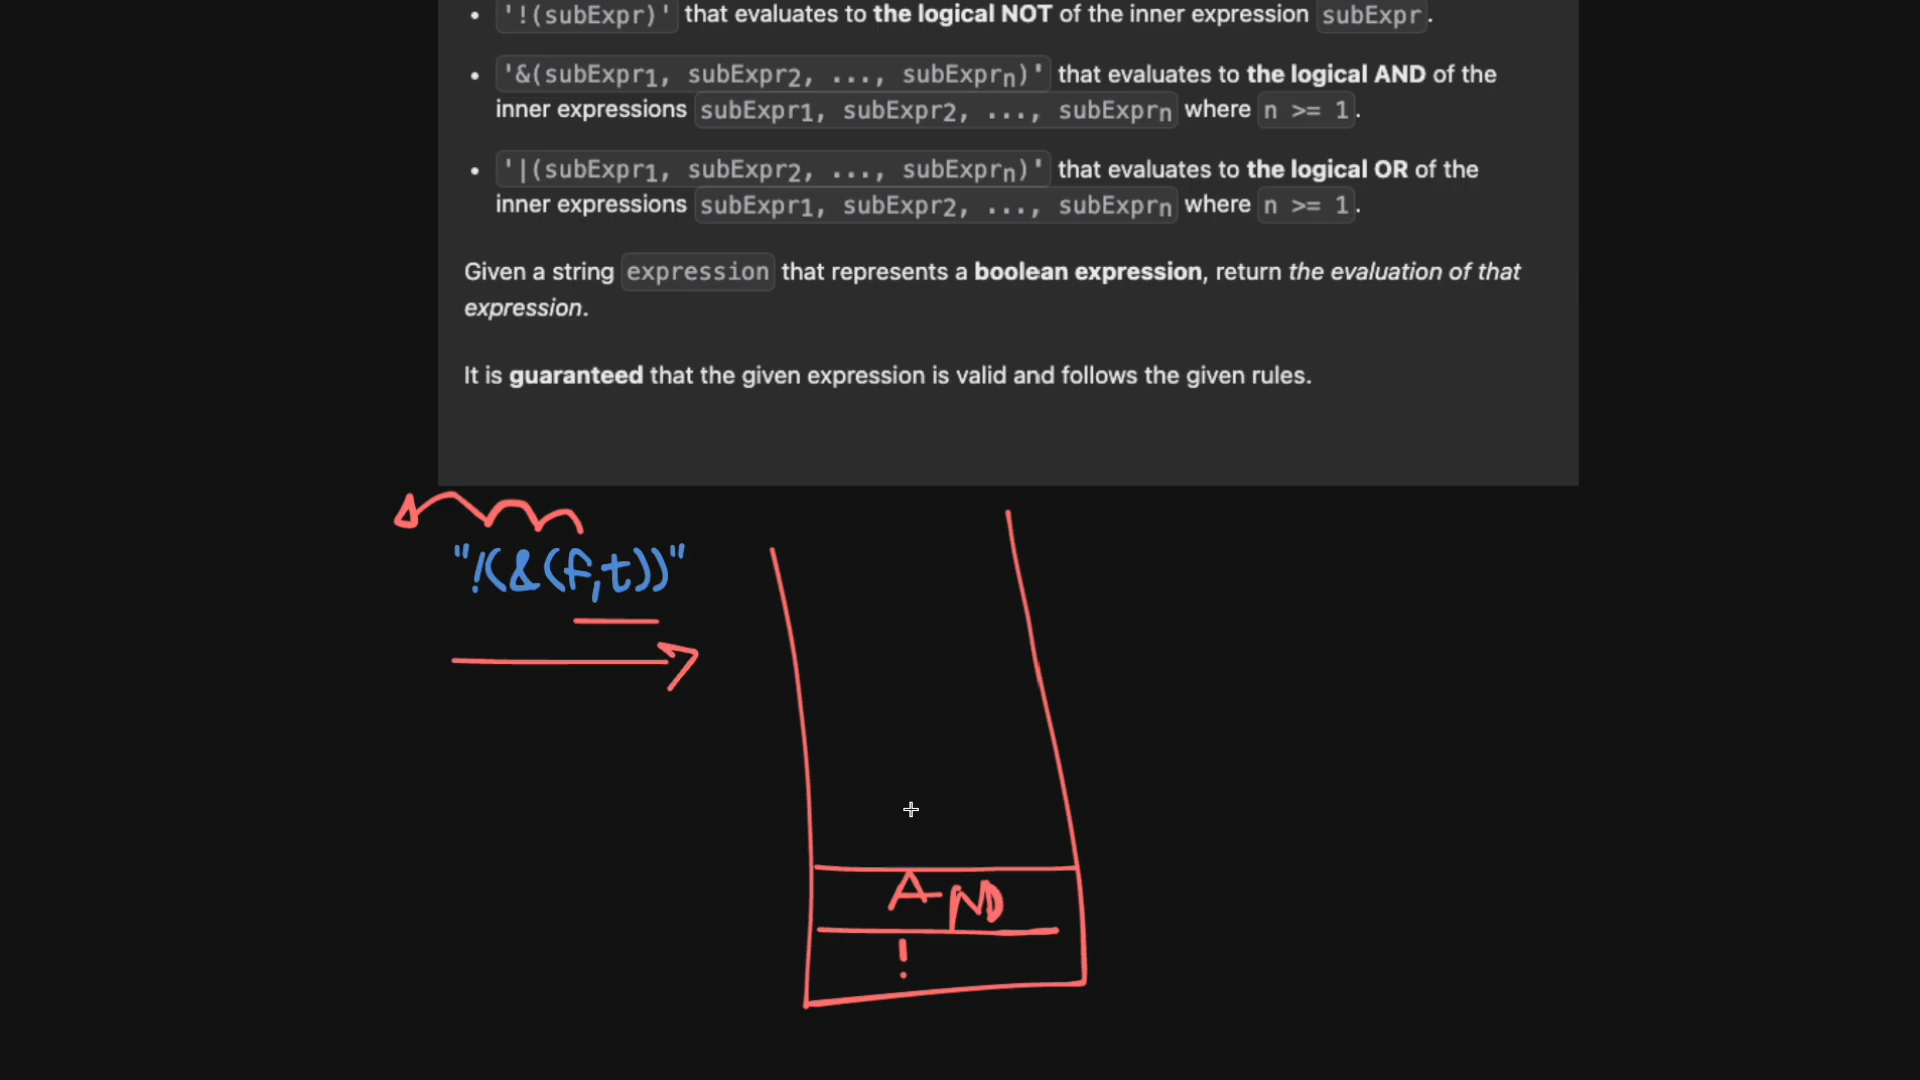 • '!(subExpr)' that evaluates to the logical NOT of the inner expression subExpr.
• '&(subExpr1, subExpr2, ..., subExprn)' that evaluates to the logical AND of the
inner expressions subExpr1, subExpr2, ..., subExprn where n >= 1.
• '|(subExpr1, subExpr2, ..., subExprn)' that evaluates to the logical OR of the
inner expressions subExpr1, subExpr2, ..., subExprn where n >= 1.
Given a string expression that represents a boolean expression, return the evaluation of that
expression.
It is guaranteed that the given expression is valid and follows the given rules.
"!(&(f,t))"
AND
!